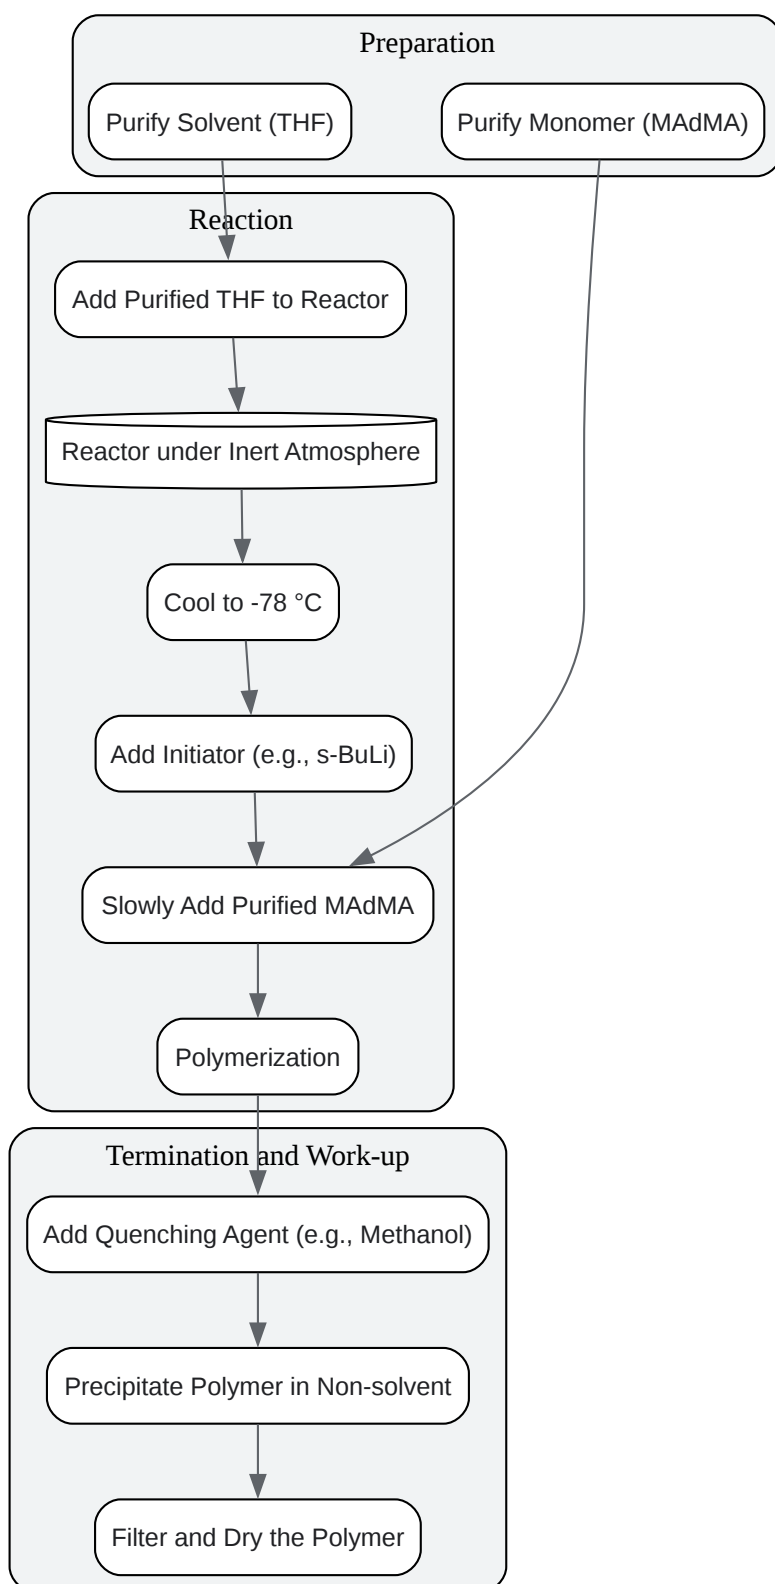 Preparation
Purify Solvent (THF)
Purify Monomer (MAdMA)
Reaction
Add Purified THF to Reactor
Reactor under Inert Atmosphere
Cool to -78 °C
Add Initiator (e.g., s-BuLi)
Slowly Add Purified MAdMA
Polymerization
Termination and Work-up
Add Quenching Agent (e.g., Methanol)
Precipitate Polymer in Non-solvent
Filter and Dry the Polymer